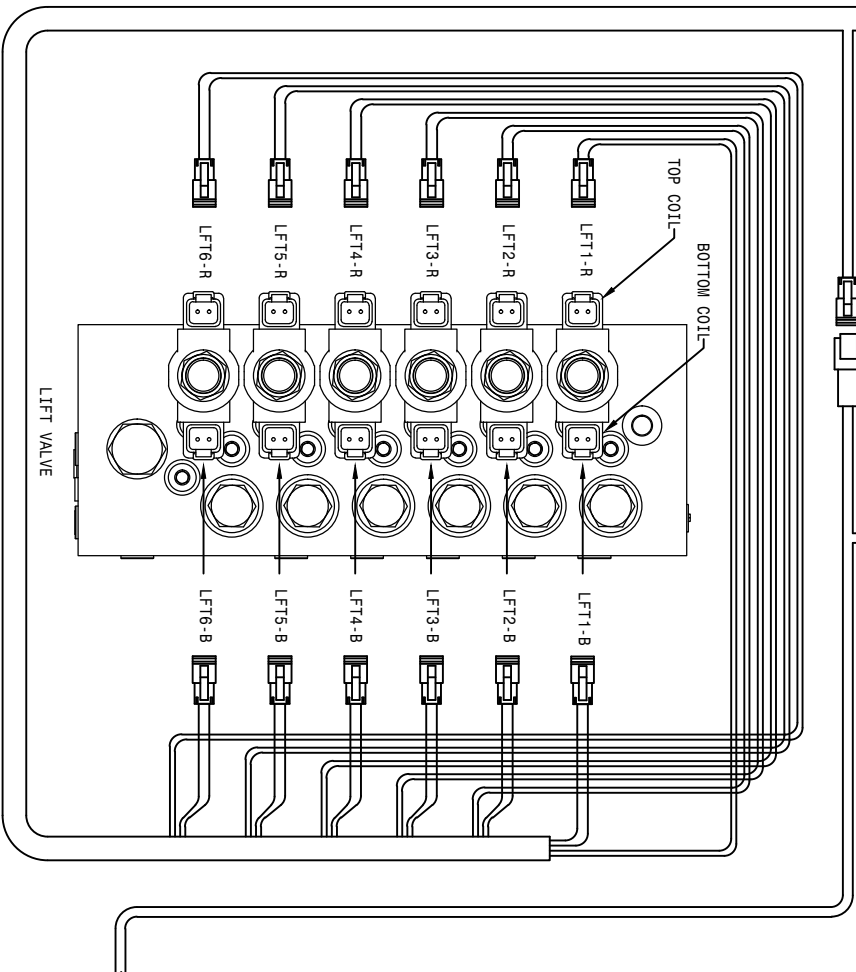 TOP COIL
BOTTOM COIL
LFT6-R
LFT5-R
LFT4-R
LFT3-R
LFT2-R
LFT1-R
LIFT VALVE
LFT6-B
LFT5-B
LFT4-B
LFT3-B
LFT2-B
LFT1-B